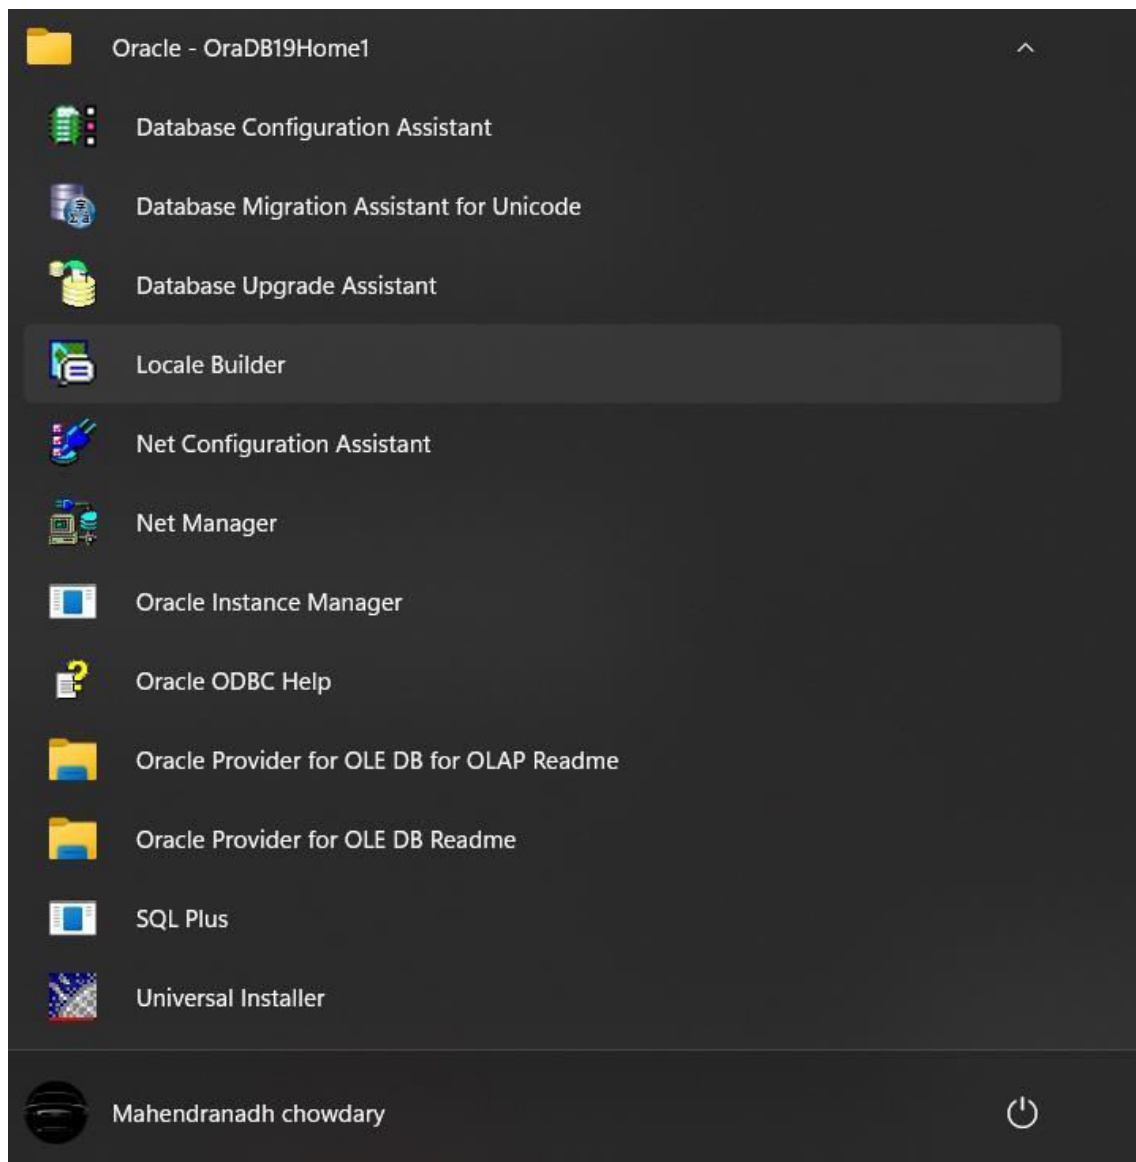 Oracle - OraDB19Home1
Database Configuration Assistant
Database Migration Assistant for Unicode
Database Upgrade Assistant
Locale Builder
Net Configuration Assistant
Net Manager
Oracle Instance Manager
Oracle ODBC Help
Oracle Provider for OLE DB for OLAP Readme
Oracle Provider for OLE DB Readme
SQL Plus
Universal Installer
Mahendranadh chowdary